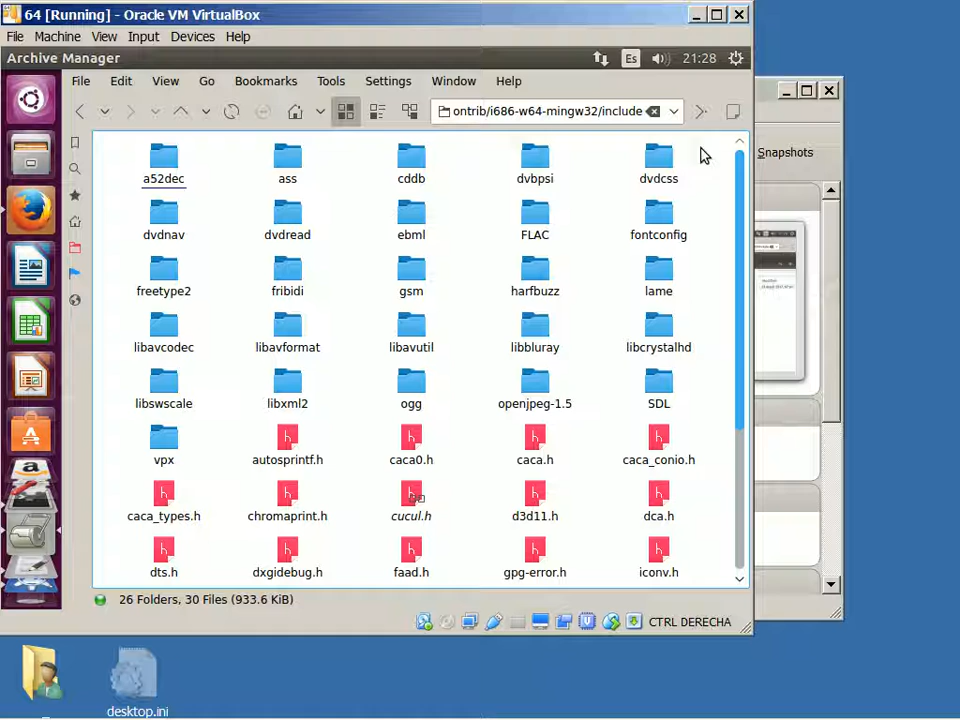 64 [Running] - Oracle VM VirtualBox
File Machine View Input Devices Help
Archive Manager
Es
21:28
File Edit View Go Bookmarks Tools Settings Window Help
ontrib/i686-w64-mingw32/include
Snapshots
a52dec ass cddb dvbpsi dvdcss
dvdnav dvdread ebml FLAC fontconfig
freetype2 fribidi gsm harfbuzz lame
libavcodec libavformat libavutil libbluray libcrystalhd
libswscale libxml2 ogg openjpeg-1.5 SDL
vpx autosprintf.h caca0.h caca.h caca_conio.h
caca_types.h chromaprint.h cucul.h d3d11.h dca.h
dts.h dxgidebug.h faad.h gpg-error.h iconv.h
26 Folders, 30 Files (933.6 KiB)
CTRL DERECHA
desktop.ini